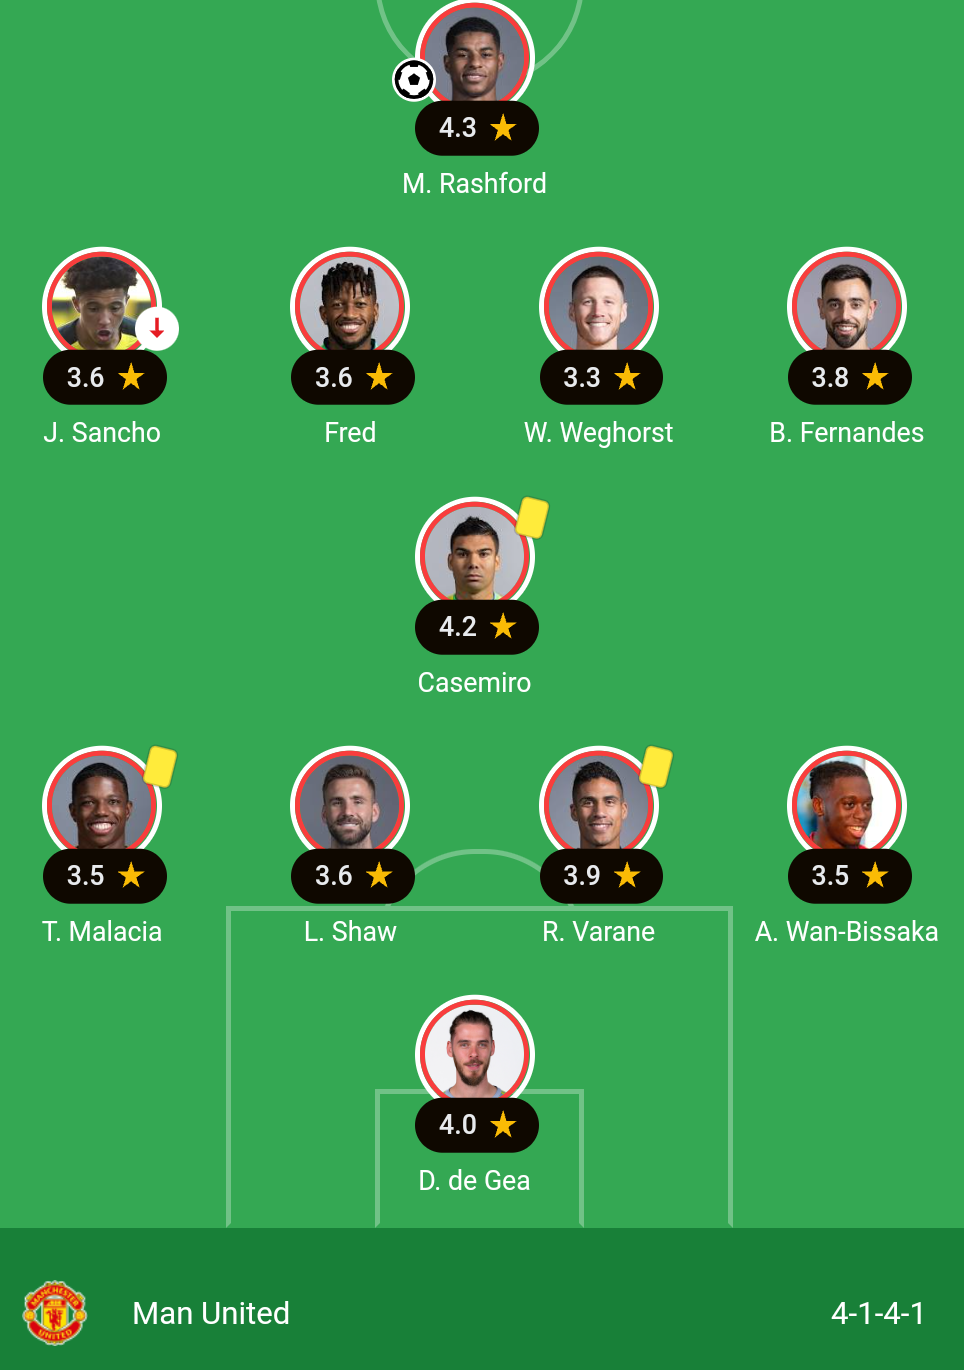 4.3
M. Rashford
3.6 3.6 3.3 3.8
J. Sancho Fred W. Weghorst B. Fernandes
4.2
Casemiro
3.5 3.6 3.9 3.5
T. Malacia L. Shaw R. Varane A. Wan-Bissaka
4.0
D. de Gea
MANCHESTER
UNITED
Man United 4-1-4-1